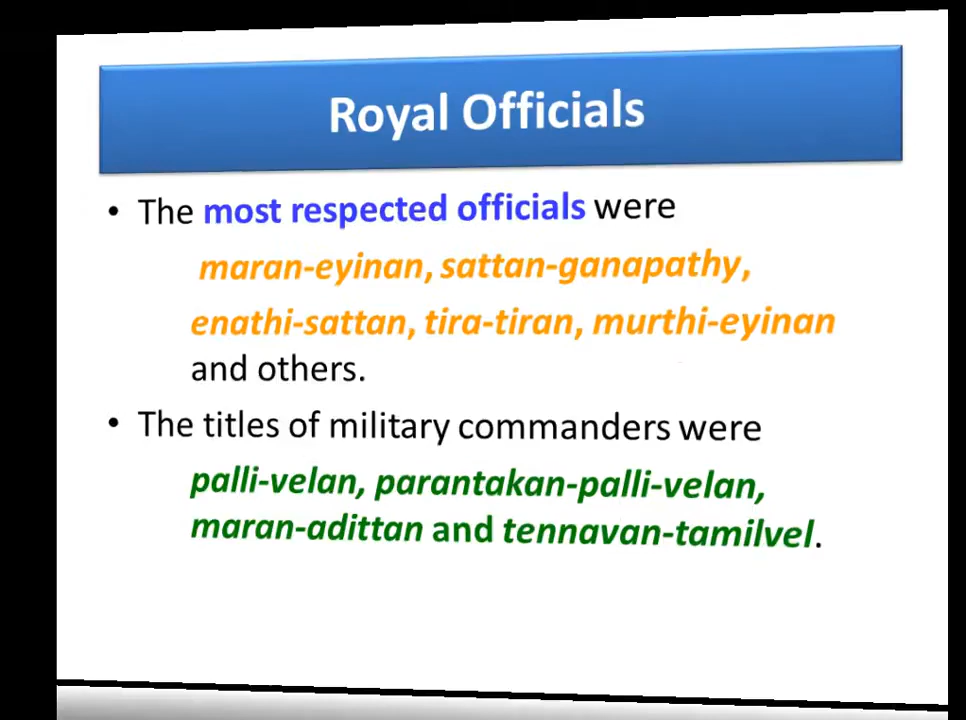 Royal Officials
• The most respected officials were
maran-eyinan, sattan-ganapathy,
enathi-sattan, tira-tiran, murthi-eyinan
and others.
• The titles of military commanders were
palli-velan, parantakan-palli-velan,
maran-adittan and tennavan-tamilvel.